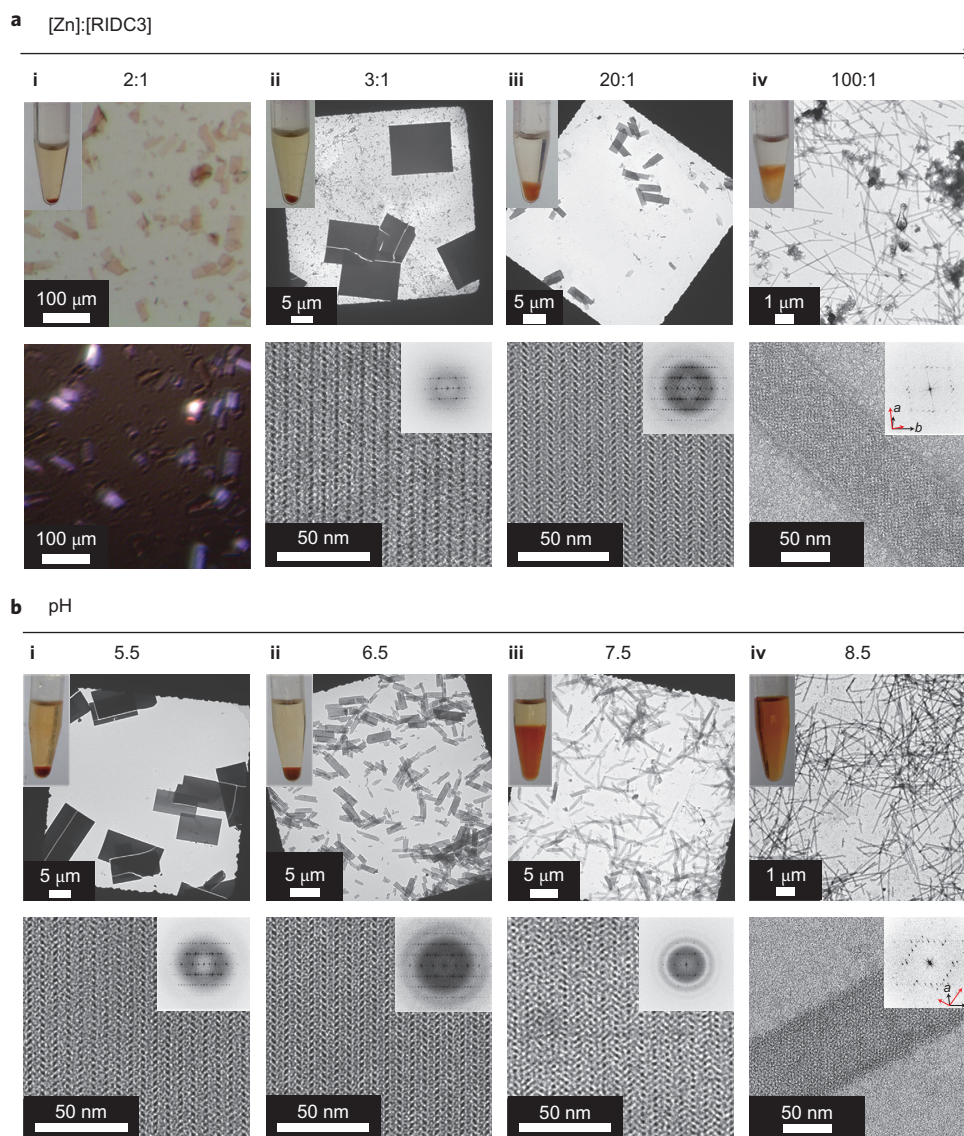 a [Zn]:[RIDC3]
i 2:1 ii 3:1 iii 20:1 iv 100:1
100 μm 5 μm 5 μm 1 μm
a
b
100 μm 50 nm 50 nm 50 nm
b pH
i 5.5 ii 6.5 iii 7.5 iv 8.5
5 μm 5 μm 5 μm 1 μm
a
50 nm 50 nm 50 nm 50 nm